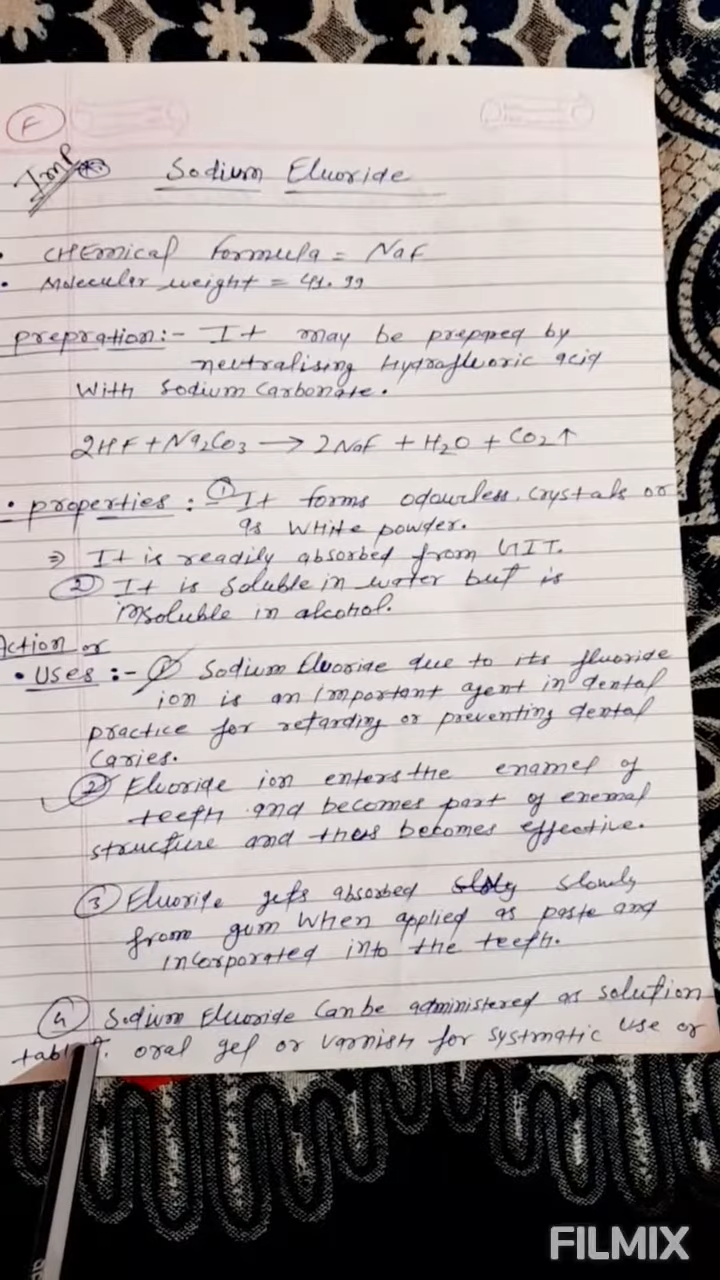 F
Imp
Sodium Fluoride
• CHEmical Formula = NaF
• Molecular weight = 41.99
prepration:- It may be prepared by
neutralising Hydrofluoric acid
With Sodium Carbonate.
2HF + Na2CO3 → 2NaF + H2O + CO2↑
• properties: ① It forms odourless crystals or
as white powder.
⇒ It is readily absorbed from GIT.
② It is soluble in water but is
insoluble in alcohol.
Action or
• Uses :- ① Sodium Fluoride due to its fluoride
ion is an important agent in dental
practice for retarding or preventing dental
Caries.
② Fluoride ion enters the enamel of
teeth and becomes part of enemal
structure and thus becomes effective.
③ Fluoride gets absorbed slowly
from gum when applied as paste and
incorporated into the teeth.
④ Sodium Fluoride can be administered as solution
oral gel or varnish for systmatic use or
FILMIX